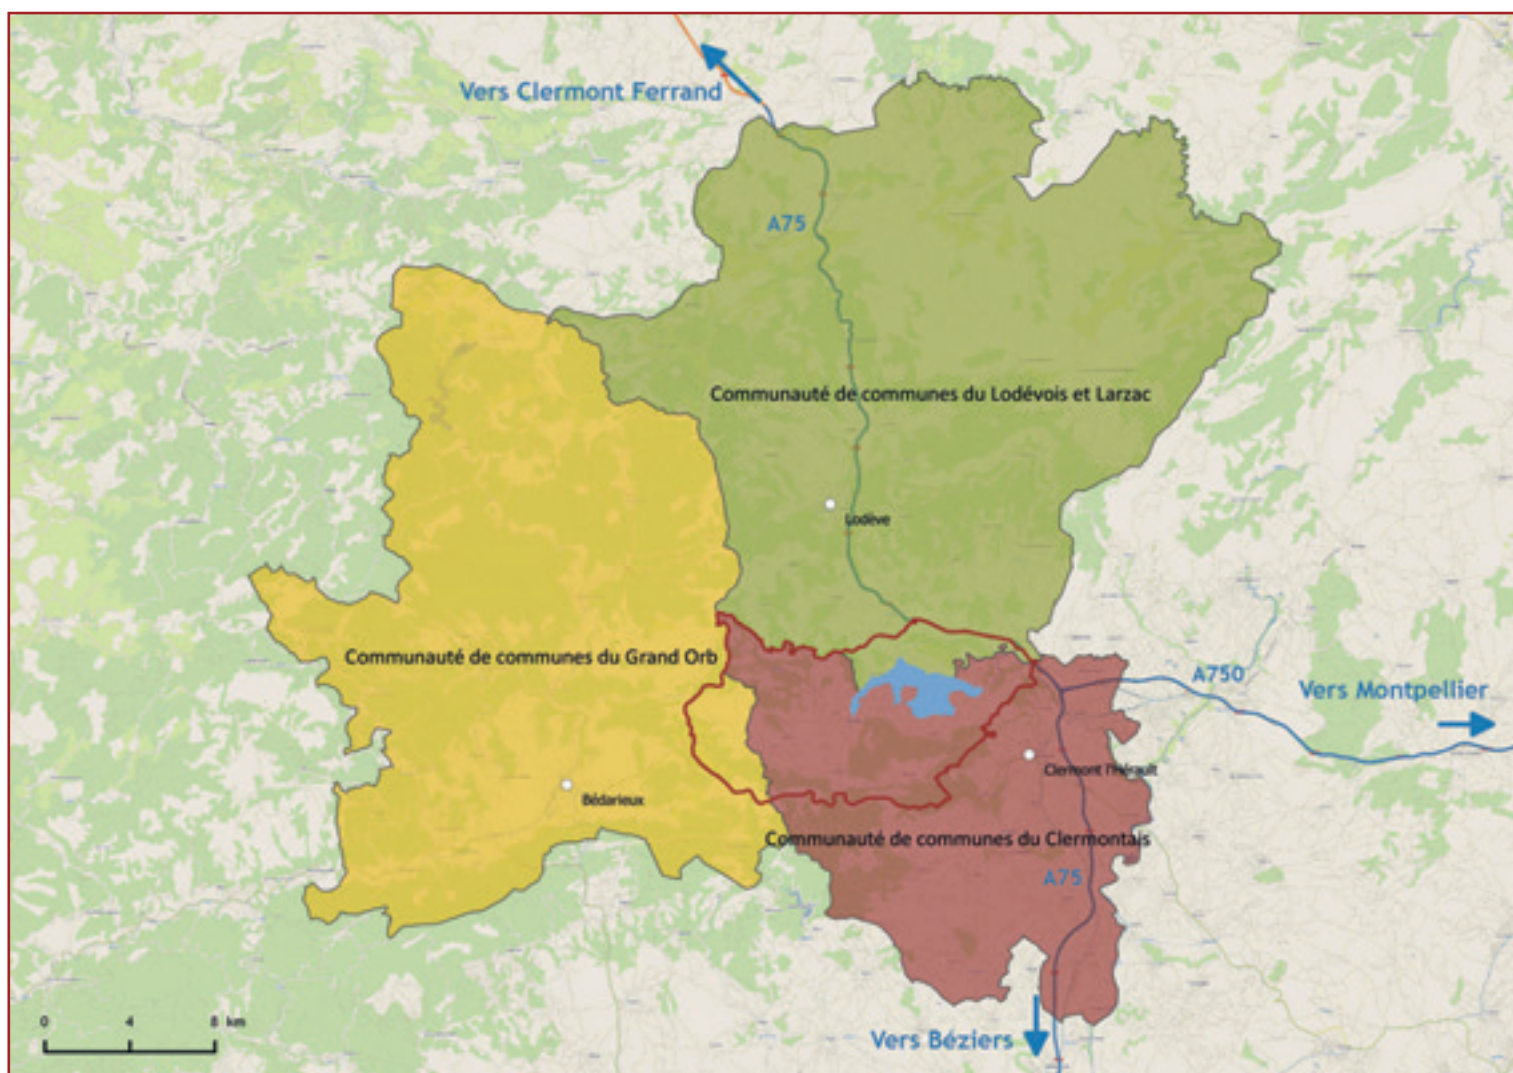 Vers Clermont Ferrand
A75
Communauté de communes du Lodévois et Larzac
Lodève
Communauté de communes du Grand Orb
A750
Vers Montpellier
Clermont l'Hérault
Bédarieux
Communauté de communes du Clermontais
A75
0 4 8 km
Vers Béziers